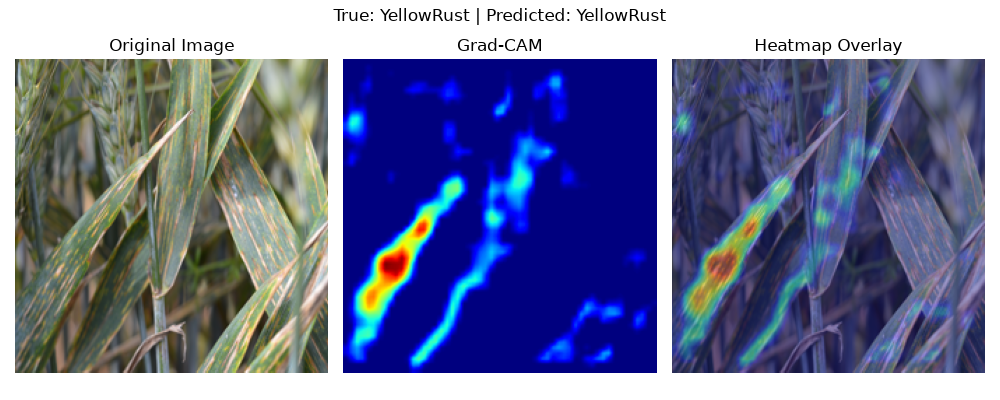 True: YellowRust | Predicted: YellowRust
Original Image
Grad-CAM
Heatmap Overlay